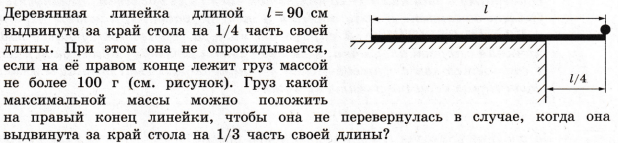 Деревянная линейка длиной l = 90 см
выдвинута за край стола на 1/4 часть своей
длины. При этом она не опрокидывается,
если на её правом конце лежит груз массой
не более 100 г (см. рисунок). Груз какой
максимальной массы можно положить
на правый конец линейки, чтобы она не перевернулась в случае, когда она
выдвинута за край стола на 1/3 часть своей длины?
l
l/4